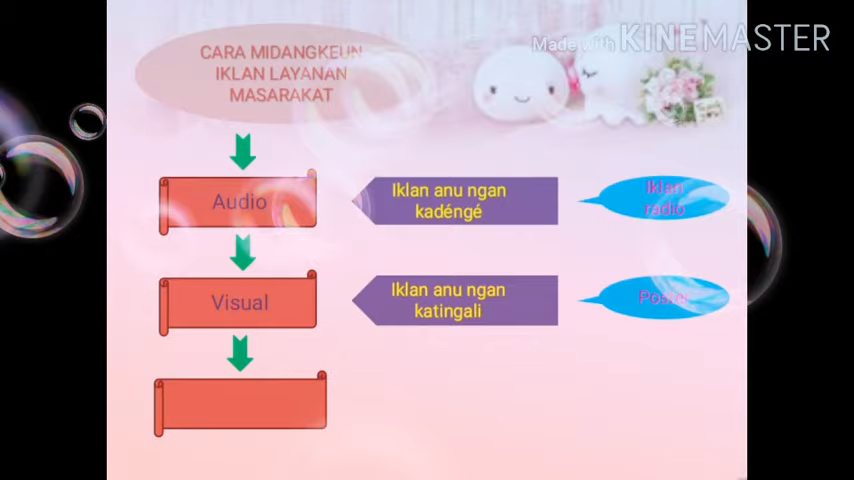 Made with KINEMASTER
CARA MIDANGKEUN
IKLAN LAYANAN
MASARAKAT
Audio
Iklan anu ngan
kadéngé
Iklan
radio
Visual
Iklan anu ngan
katingali
Poster